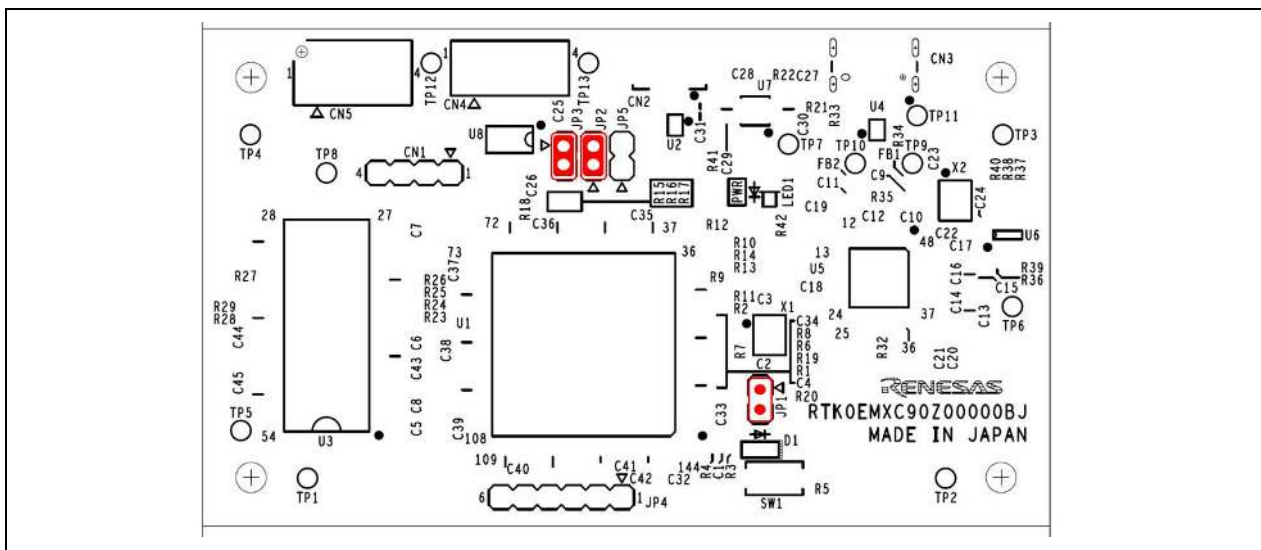 1 4 TP12 CN5
1 4 TP13 CN4
CN2
C28 R22 C27
U7
CN3
C25 JP3 JP2 JP5
U8
U2 C31
R21 R33
C30
U4
R34
TP11
TP4
TP8
CN1
4 1
R41 C29
TP7
TP10
FB2
FB1
TP9
C23
X2
TP3
R40 R38 R37
C26 R18 C36
R15 R16 R17
C35
PWR
LED1
R42
C11
C19
C9
R35
C12
C10
C24
C22
28 27
C7
72 37
R12
12
48
C17
U6
73
C37
36
R10
R14
R13
13
U5
R27
R26
R25
R24
R23
R9
C18
C16
R39
R36
C15
R29
R28
C44
U1
R11
R2
C3
X1
C34
R8
R6
R19
R1
C4
R20
24
25
37
C14
C13
TP6
C6
C43
C38
R7
C2
R32
36
C21
C20
C45
C8
C5
C39
C33
JP1
RENESAS
RTK0EMXC90Z00000BJ
MADE IN JAPAN
TP5
54
U3
108
D1
109
C40
C41
C42
C32
144
R4 C1 R3
R5
SW1
TP1
6 1
JP4
TP2